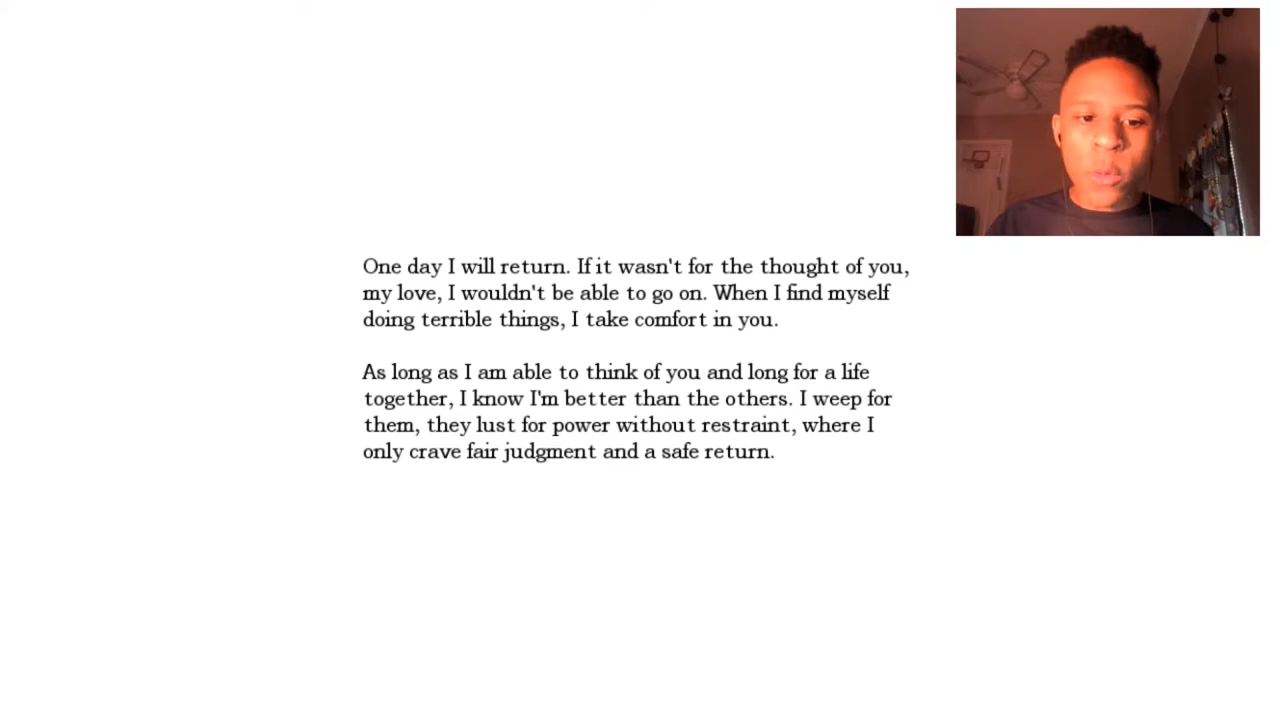 One day I will return. If it wasn't for the thought of you,
my love, I wouldn't be able to go on. When I find myself
doing terrible things, I take comfort in you.
As long as I am able to think of you and long for a life
together, I know I'm better than the others. I weep for
them, they lust for power without restraint, where I
only crave fair judgment and a safe return.